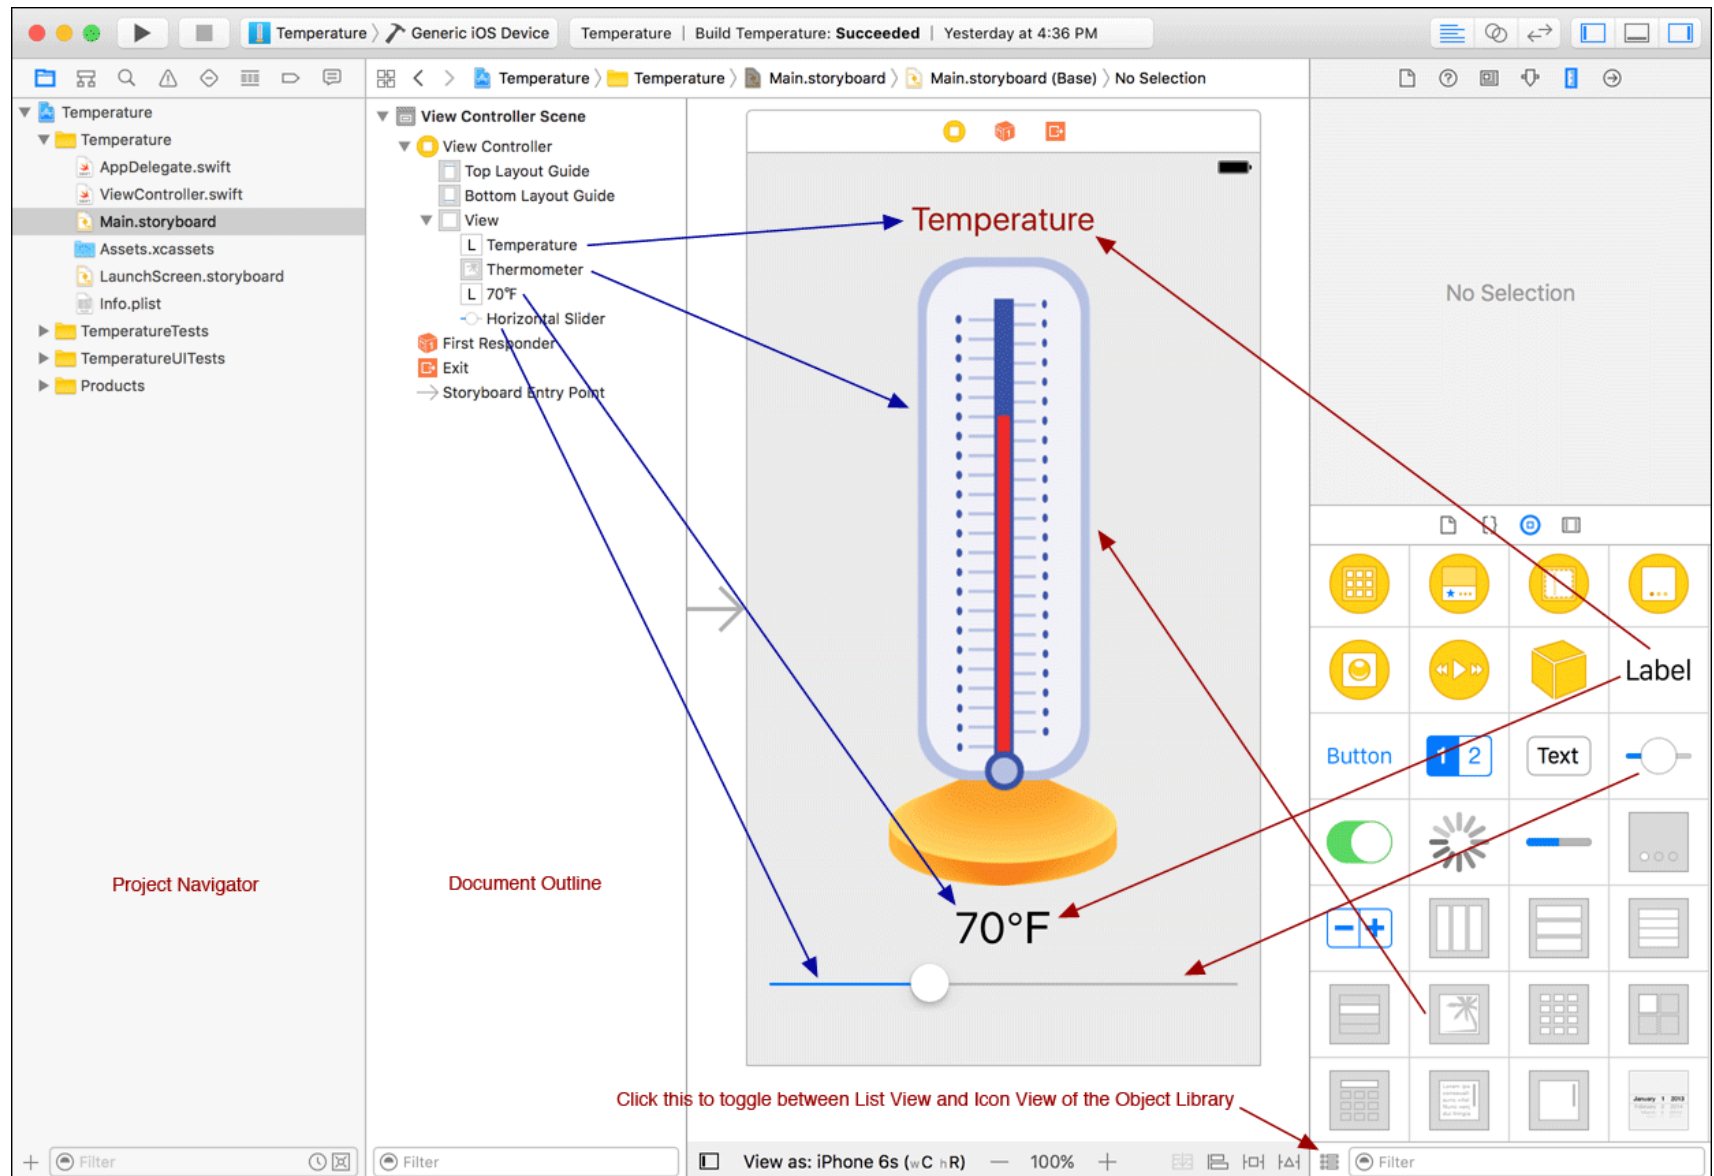 Temperature
Generic iOS Device
Temperature | Build Temperature: Succeeded | Yesterday at 4:36 PM
Temperature
Temperature
Main.storyboard
Main.storyboard (Base)
No Selection
Temperature
Temperature
AppDelegate.swift
ViewController.swift
Main.storyboard
Assets.xcassets
LaunchScreen.storyboard
Info.plist
TemperatureTests
TemperatureUITests
Products
Project Navigator
Filter
View Controller Scene
View Controller
Top Layout Guide
Bottom Layout Guide
View
L Temperature
Thermometer
L 70°F
Horizontal Slider
First Responder
Exit
Storyboard Entry Point
Document Outline
Filter
Temperature
70°F
Click this to toggle between List View and Icon View of the Object Library
View as: iPhone 6s (wC hR)
100%
No Selection
Label
Button
1 2
Text
January 1 2013
Filter